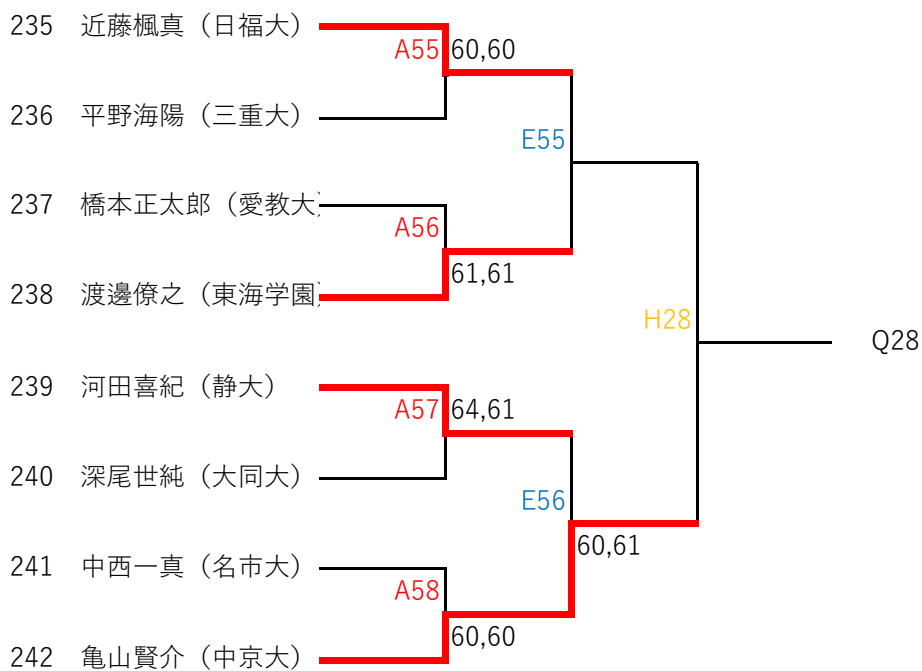 235 近藤楓真（日福大）
A55 60,60
236 平野海陽（三重大）
E55
237 橋本正太郎（愛教大）
A56
61,61
238 渡邊僚之（東海学園）
H28
Q28
239 河田喜紀（静大）
A57 64,61
240 深尾世純（大同大）
E56
60,61
241 中西一真（名市大）
A58
60,60
242 亀山賢介（中京大）